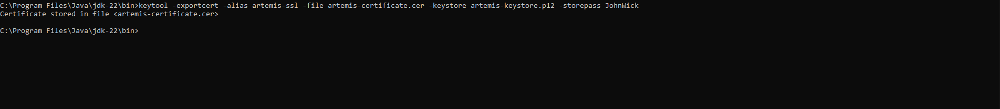 C:\Program Files\Java\jdk-22\bin>keytool -exportcert -alias artemis-ssl -file artemis-certificate.cer -keystore artemis-keystore.p12 -storepass JohnWick
Certificate stored in file <artemis-certificate.cer>
C:\Program Files\Java\jdk-22\bin>